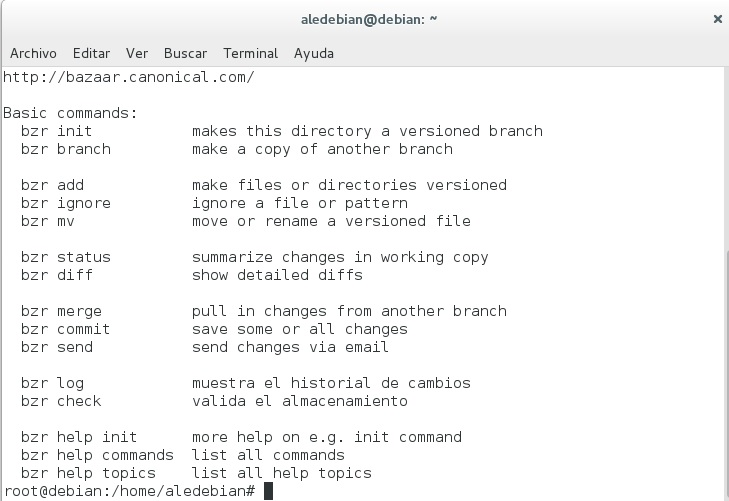 aledebian@debian: ~ ×
Archivo Editar Ver Buscar Terminal Ayuda
http://bazaar.canonical.com/
Basic commands:
bzr init makes this directory a versioned branch
bzr branch make a copy of another branch
bzr add make files or directories versioned
bzr ignore ignore a file or pattern
bzr mv move or rename a versioned file
bzr status summarize changes in working copy
bzr diff show detailed diffs
bzr merge pull in changes from another branch
bzr commit save some or all changes
bzr send send changes via email
bzr log muestra el historial de cambios
bzr check valida el almacenamiento
bzr help init more help on e.g. init command
bzr help commands list all commands
bzr help topics list all help topics
root@debian:/home/aledebian#